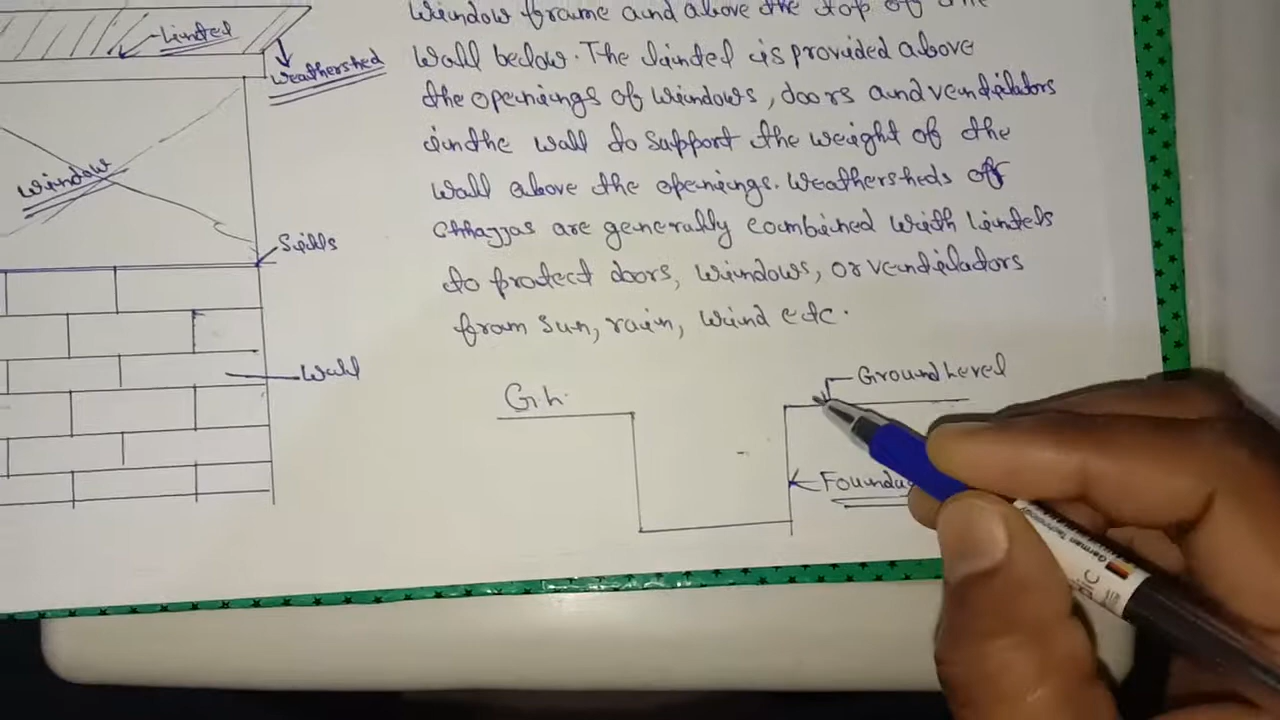 Linted
Weathershed
Window
Sills
Wall
Window frame and above the top of the
Wall below. The lintel is provided above
the openings of windows, doors and ventilators
in the wall to support the weight of the
Wall above the openings. Weathersheds or
chhajjas are generally combined with lintels
to protect doors, windows, or ventilators
from sun, rain, wind etc.
G.L.
Ground Level
German Technology